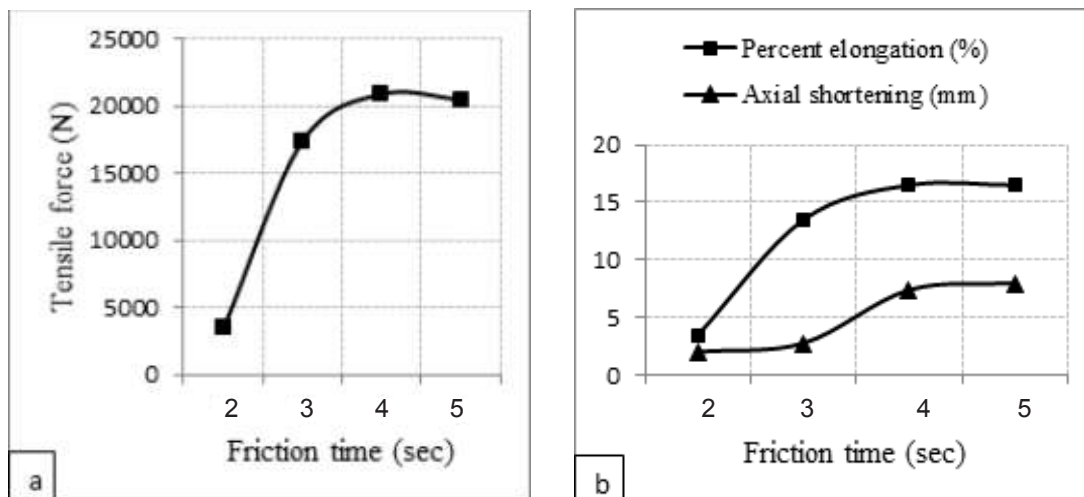 25000
20000
15000
10000
5000
0
Tensile force (N)
2 3 4 5
Friction time (sec)
a
Percent elongation (%)
Axial shortening (mm)
20
15
10
5
0
2 3 4 5
Friction time (sec)
b